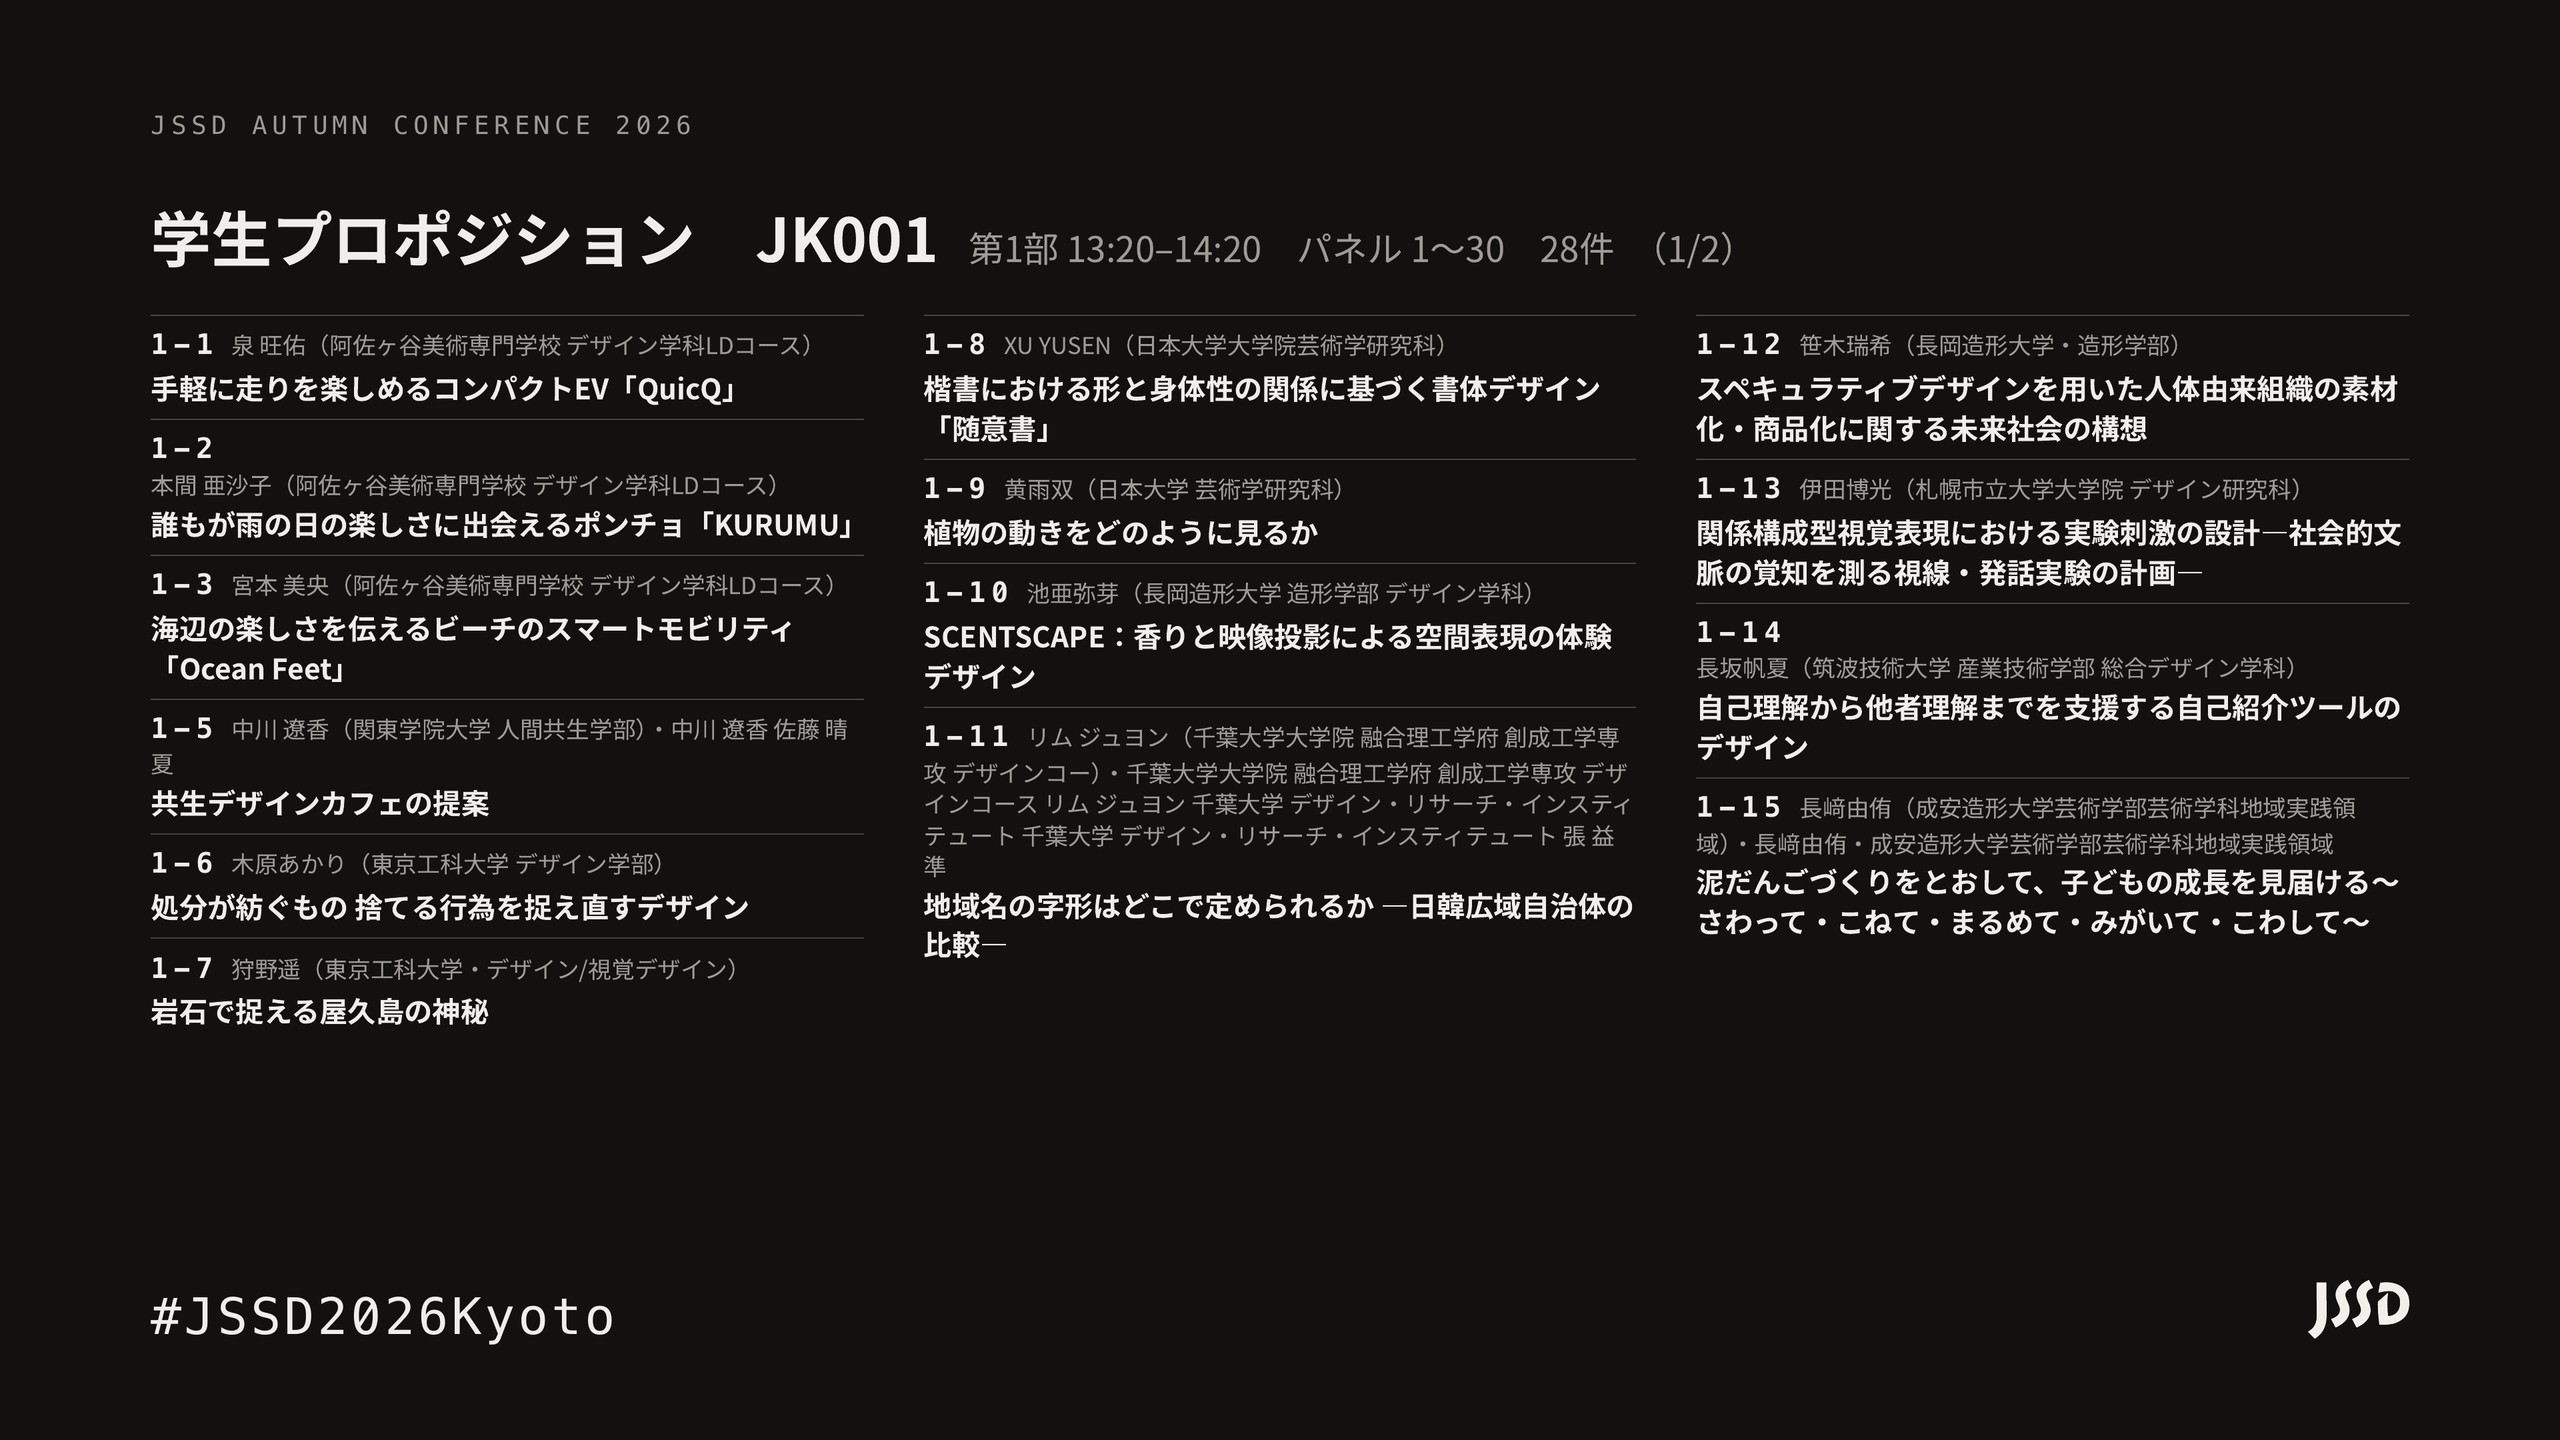 JSSD AUTUMN CONFERENCE 2026
学生プロポジション　JK001 第1部 13:20–14:20　パネル 1〜30　28件　（1/2）
1–1 泉 旺佑（阿佐ヶ谷美術専門学校 デザイン学科LDコース）
手軽に走りを楽しめるコンパクトEV「QuicQ」
1–2
本間 亜沙子（阿佐ヶ谷美術専門学校 デザイン学科LDコース）
誰もが雨の日の楽しさに出会えるポンチョ「KURUMU」
1–3 宮本 美央（阿佐ヶ谷美術専門学校 デザイン学科LDコース）
海辺の楽しさを伝えるビーチのスマートモビリティ
「Ocean Feet」
1–5 中川 遼香（関東学院大学 人間共生学部）・中川 遼香 佐藤 晴
夏
共生デザインカフェの提案
1–6 木原あかり（東京工科大学 デザイン学部）
処分が紡ぐもの 捨てる行為を捉え直すデザイン
1–7 狩野遥（東京工科大学・デザイン/視覚デザイン）
岩石で捉える屋久島の神秘
1–8 XU YUSEN（日本大学大学院芸術学研究科）
楷書における形と身体性の関係に基づく書体デザイン
「随意書」
1–9 黄雨双（日本大学 芸術学研究科）
植物の動きをどのように見るか
1–10 池亜弥芽（長岡造形大学 造形学部 デザイン学科）
SCENTSCAPE：香りと映像投影による空間表現の体験
デザイン
1–11 リム ジュヨン（千葉大学大学院 融合理工学府 創成工学専
攻 デザインコー）・千葉大学大学院 融合理工学府 創成工学専攻 デザ
インコース リム ジュヨン 千葉大学 デザイン・リサーチ・インスティ
テュート 千葉大学 デザイン・リサーチ・インスティテュート 張 益
準
地域名の字形はどこで定められるか ―日韓広域自治体の
比較―
1–12 笹木瑞希（長岡造形大学・造形学部）
スペキュラティブデザインを用いた人体由来組織の素材
化・商品化に関する未来社会の構想
1–13 伊田博光（札幌市立大学大学院 デザイン研究科）
関係構成型視覚表現における実験刺激の設計―社会的文
脈の覚知を測る視線・発話実験の計画―
1–14
長坂帆夏（筑波技術大学 産業技術学部 総合デザイン学科）
自己理解から他者理解までを支援する自己紹介ツールの
デザイン
1–15 長﨑由侑（成安造形大学芸術学部芸術学科地域実践領
域）・長﨑由侑・成安造形大学芸術学部芸術学科地域実践領域
泥だんごづくりをとおして、子どもの成長を見届ける〜
さわって・こねて・まるめて・みがいて・こわして〜
#JSSD2026Kyoto
JSSD